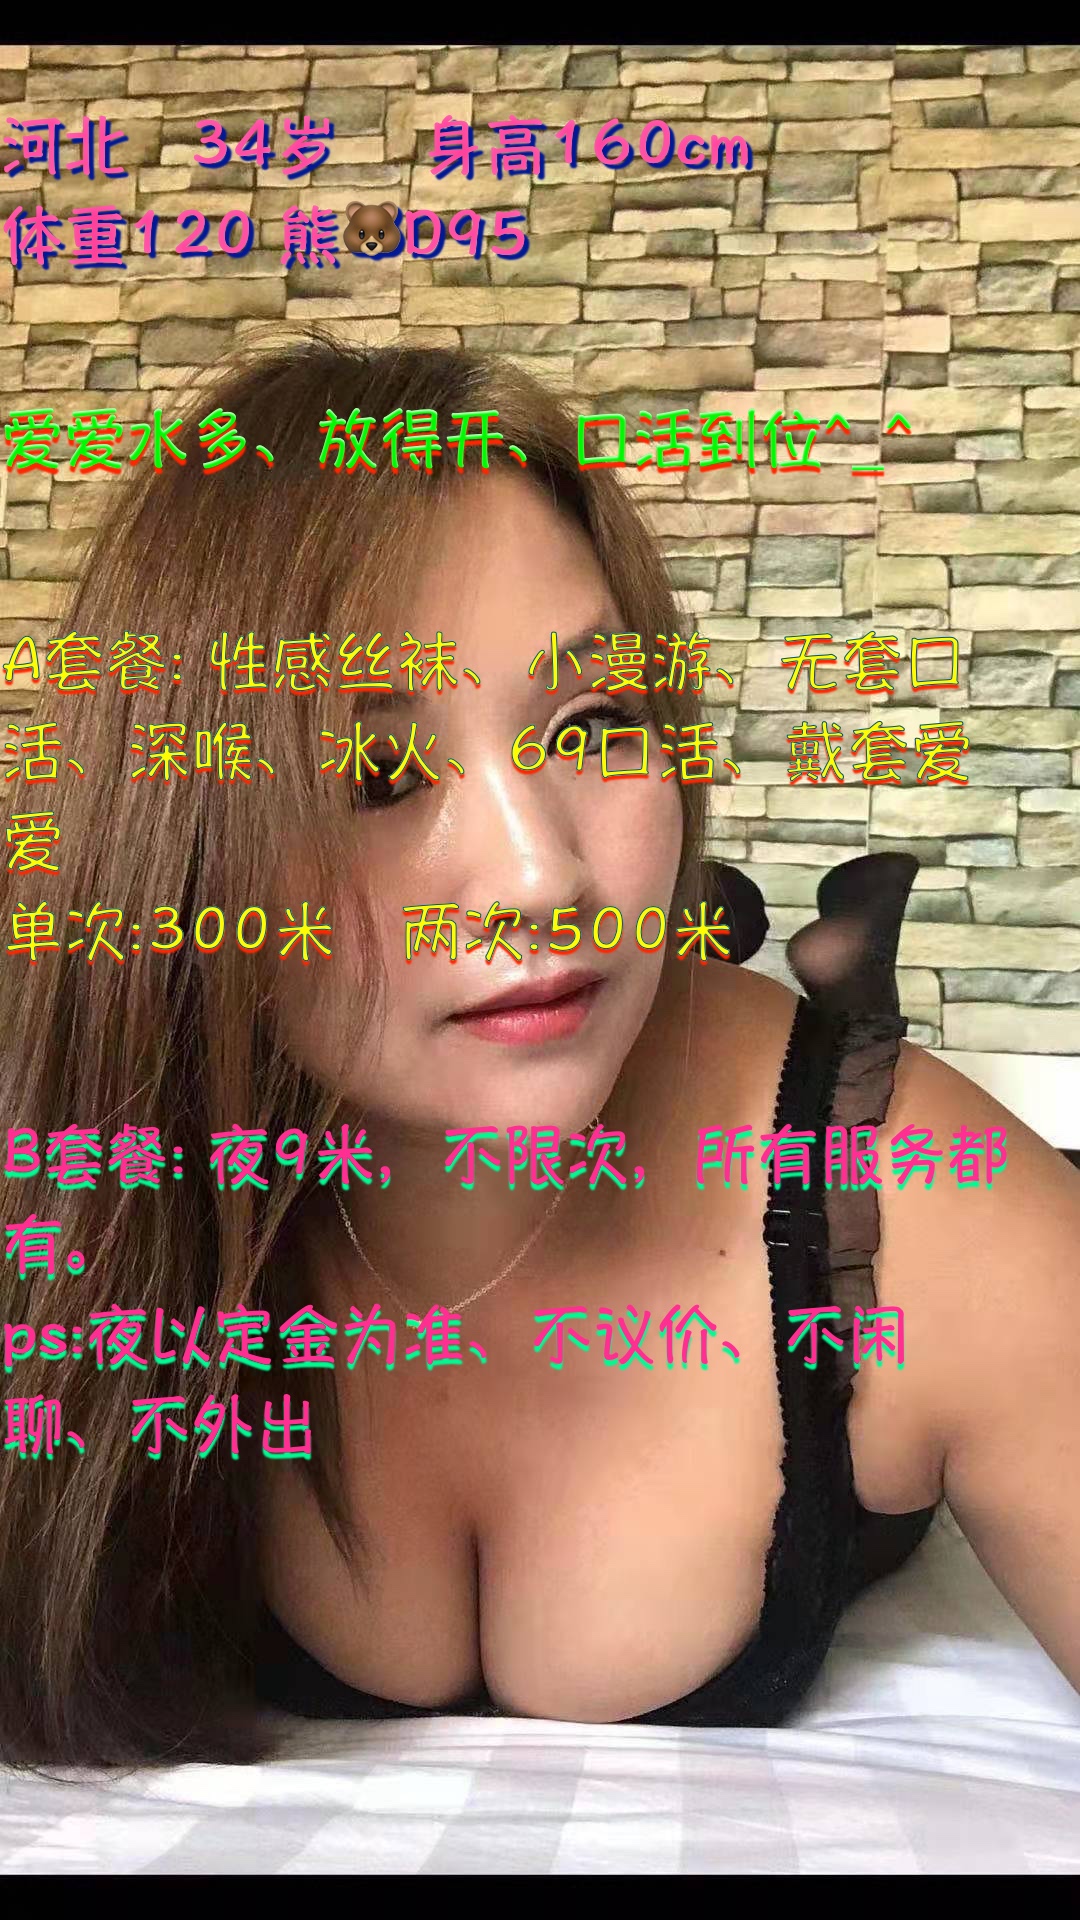 河北 34岁 身高160cm
体重120 熊🐻D95
爱爱水多、放得开、口活到位^_^
A套餐: 性感丝袜、小漫游、无套口
活、深喉、冰火、69口活、戴套爱
爱
单次:300米 两次:500米
B套餐: 夜9米，不限次，所有服务都
有。
ps:夜以定金为准、不议价、不闲
聊、不外出